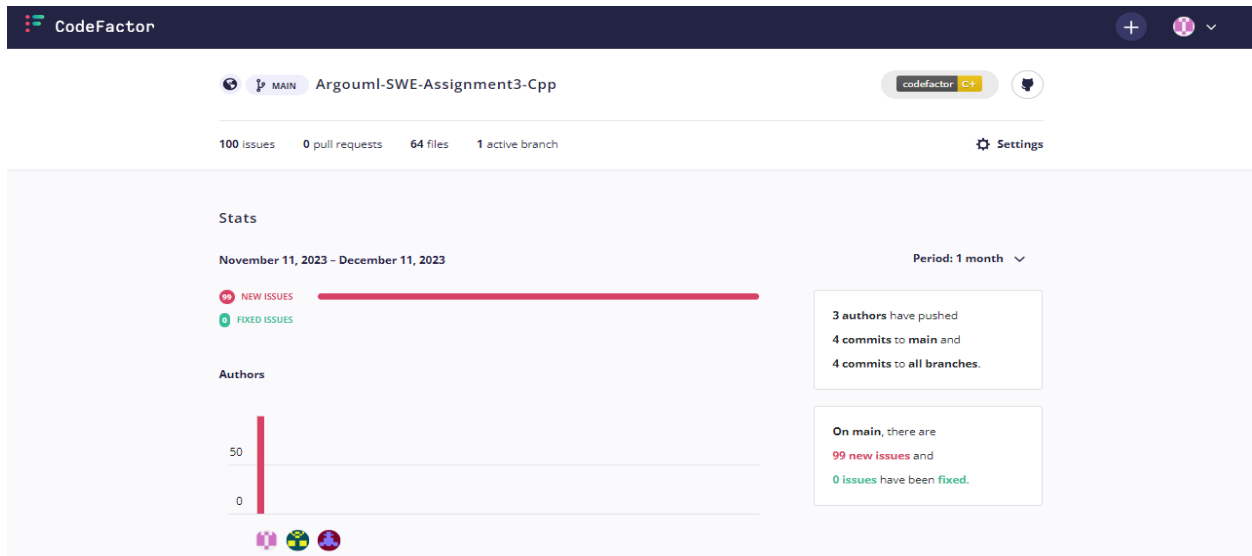 CodeFactor
MAIN Argouml-SWE-Assignment3-Cpp codefactor C+
100 issues 0 pull requests 64 files 1 active branch Settings
Stats
November 11, 2023 – December 11, 2023 Period: 1 month
99 NEW ISSUES
0 FIXED ISSUES
3 authors have pushed
4 commits to main and
4 commits to all branches.
Authors
50
0
On main, there are
99 new issues and
0 issues have been fixed.